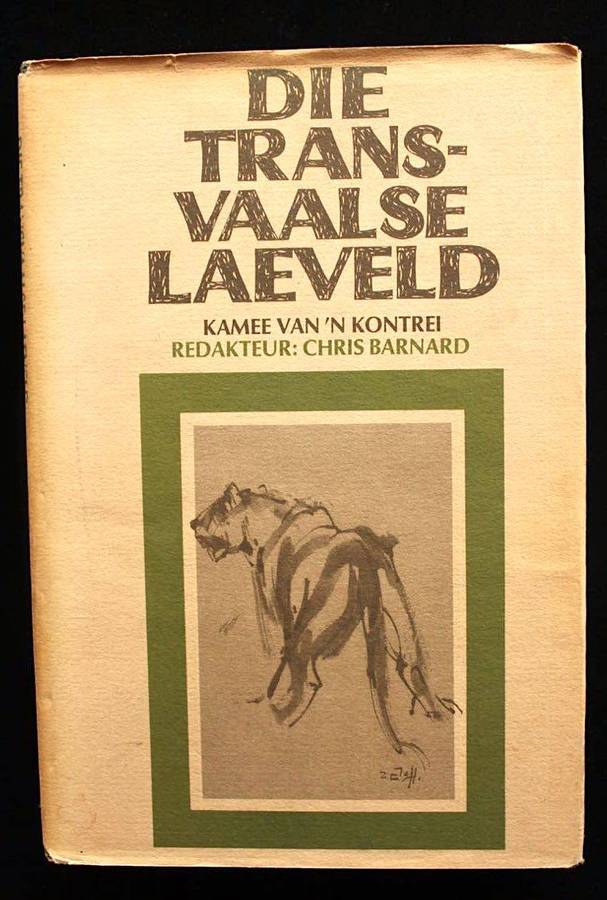 DIE
TRANS-
VAALSE
LAEVELD
KAMEE VAN 'N KONTREI
REDAKTEUR: CHRIS BARNARD